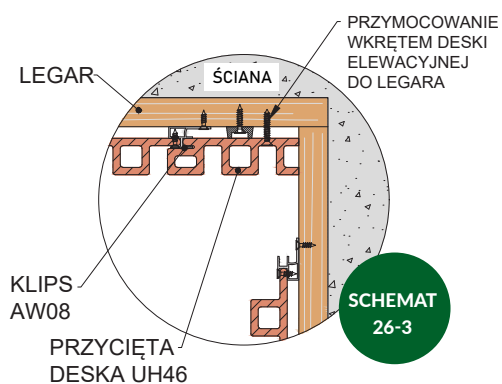 PRZYMOCOWANIE
WKRĘTEM DESKI
ELEWACYJNEJ
DO LEGARA
LEGAR
ŚCIANA
KLIPS
AW08
PRZYCIĘTA
DESKA UH46
SCHEMAT
26-3